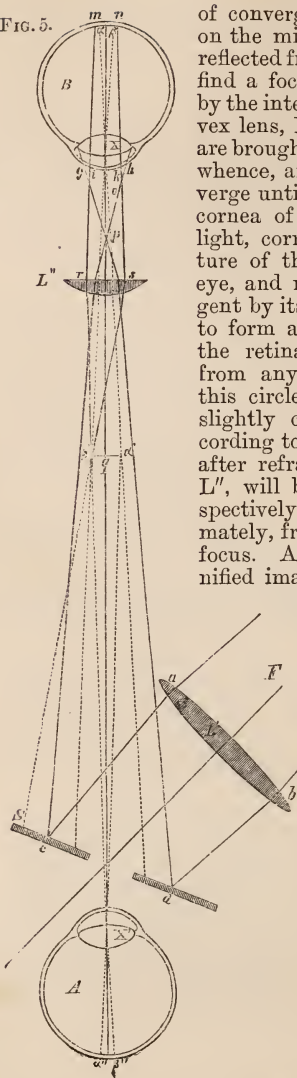 FIG. 5.
m n
B
X
g i k h
p
L"
r s
of converg
on the mi
reflected fr
find a foc
by the inte
vex lens,
are brough
whence, a
verge unti
cornea of
light, corr
ture of th
eye, and r
gent by its
to form a
the retina
from any
this circle
slightly
cording to
after refra
L", will b
spectively
mately, fr
focus. A
nified ima
a
F
L'
b
c
d
X'
A
α" β"